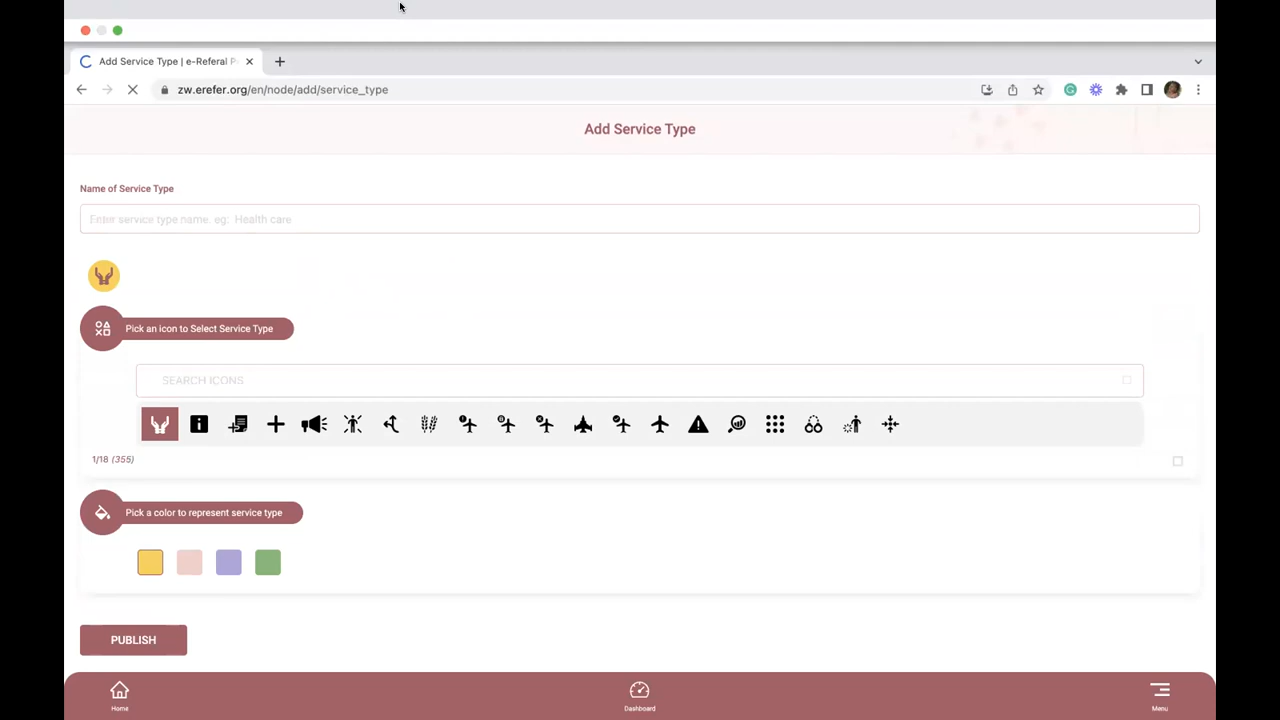 Add Service Type | e-Referal P
zw.erefer.org/en/node/add/service_type
Add Service Type
Name of Service Type
Enter service type name. eg: Health care
Pick an icon to Select Service Type
SEARCH ICONS
1/18 (355)
Pick a color to represent service type
PUBLISH
Home
Dashboard
Menu